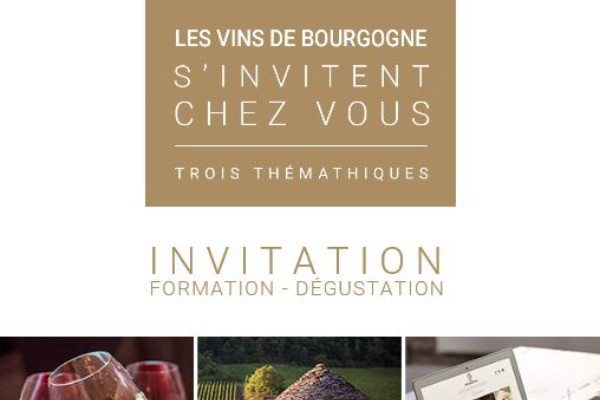 LES VINS DE BOURGOGNE
S'INVITENT
CHEZ VOUS
TROIS THÉMATHIQUES
INVITATION
FORMATION - DÉGUSTATION